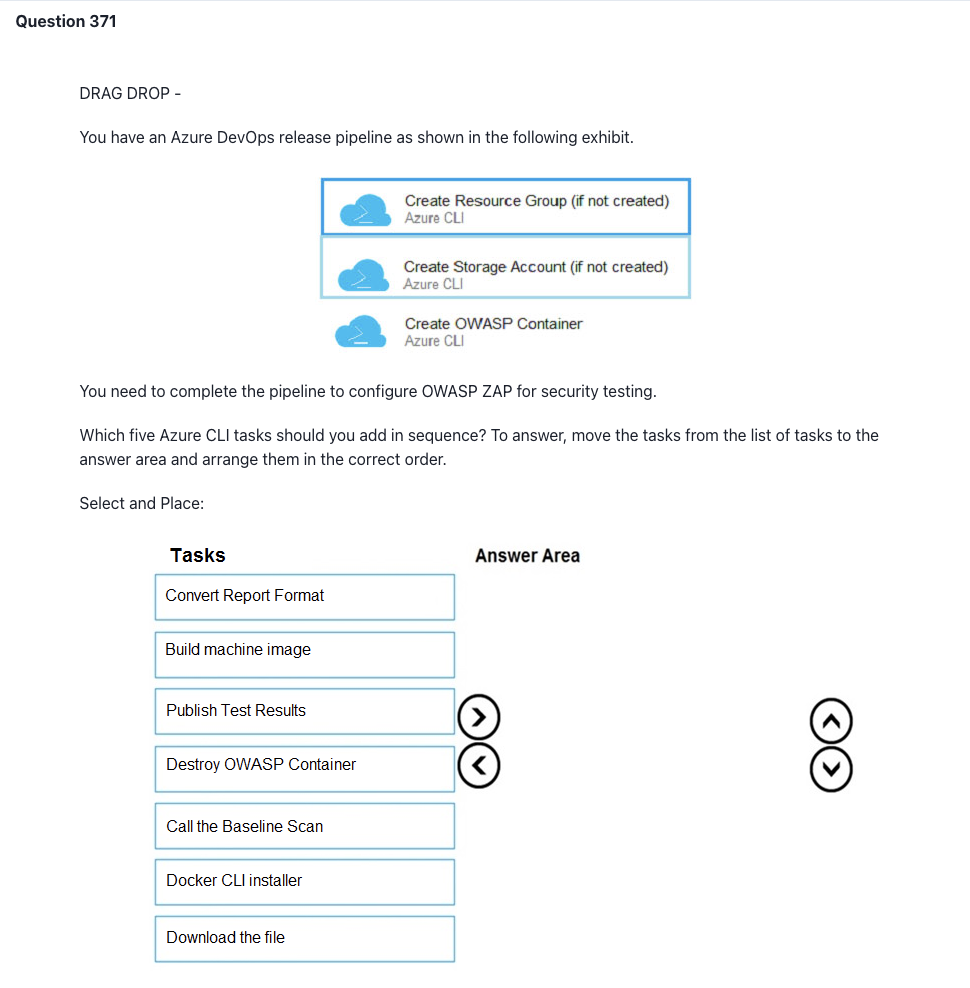 Question 371
DRAG DROP -
You have an Azure DevOps release pipeline as shown in the following exhibit.
Create Resource Group (if not created)
Azure CLI
Create Storage Account (if not created)
Azure CLI
Create OWASP Container
Azure CLI
You need to complete the pipeline to configure OWASP ZAP for security testing.
Which five Azure CLI tasks should you add in sequence? To answer, move the tasks from the list of tasks to the
answer area and arrange them in the correct order.
Select and Place:
Tasks
Answer Area
Convert Report Format
Build machine image
Publish Test Results
Destroy OWASP Container
Call the Baseline Scan
Docker CLI installer
Download the file